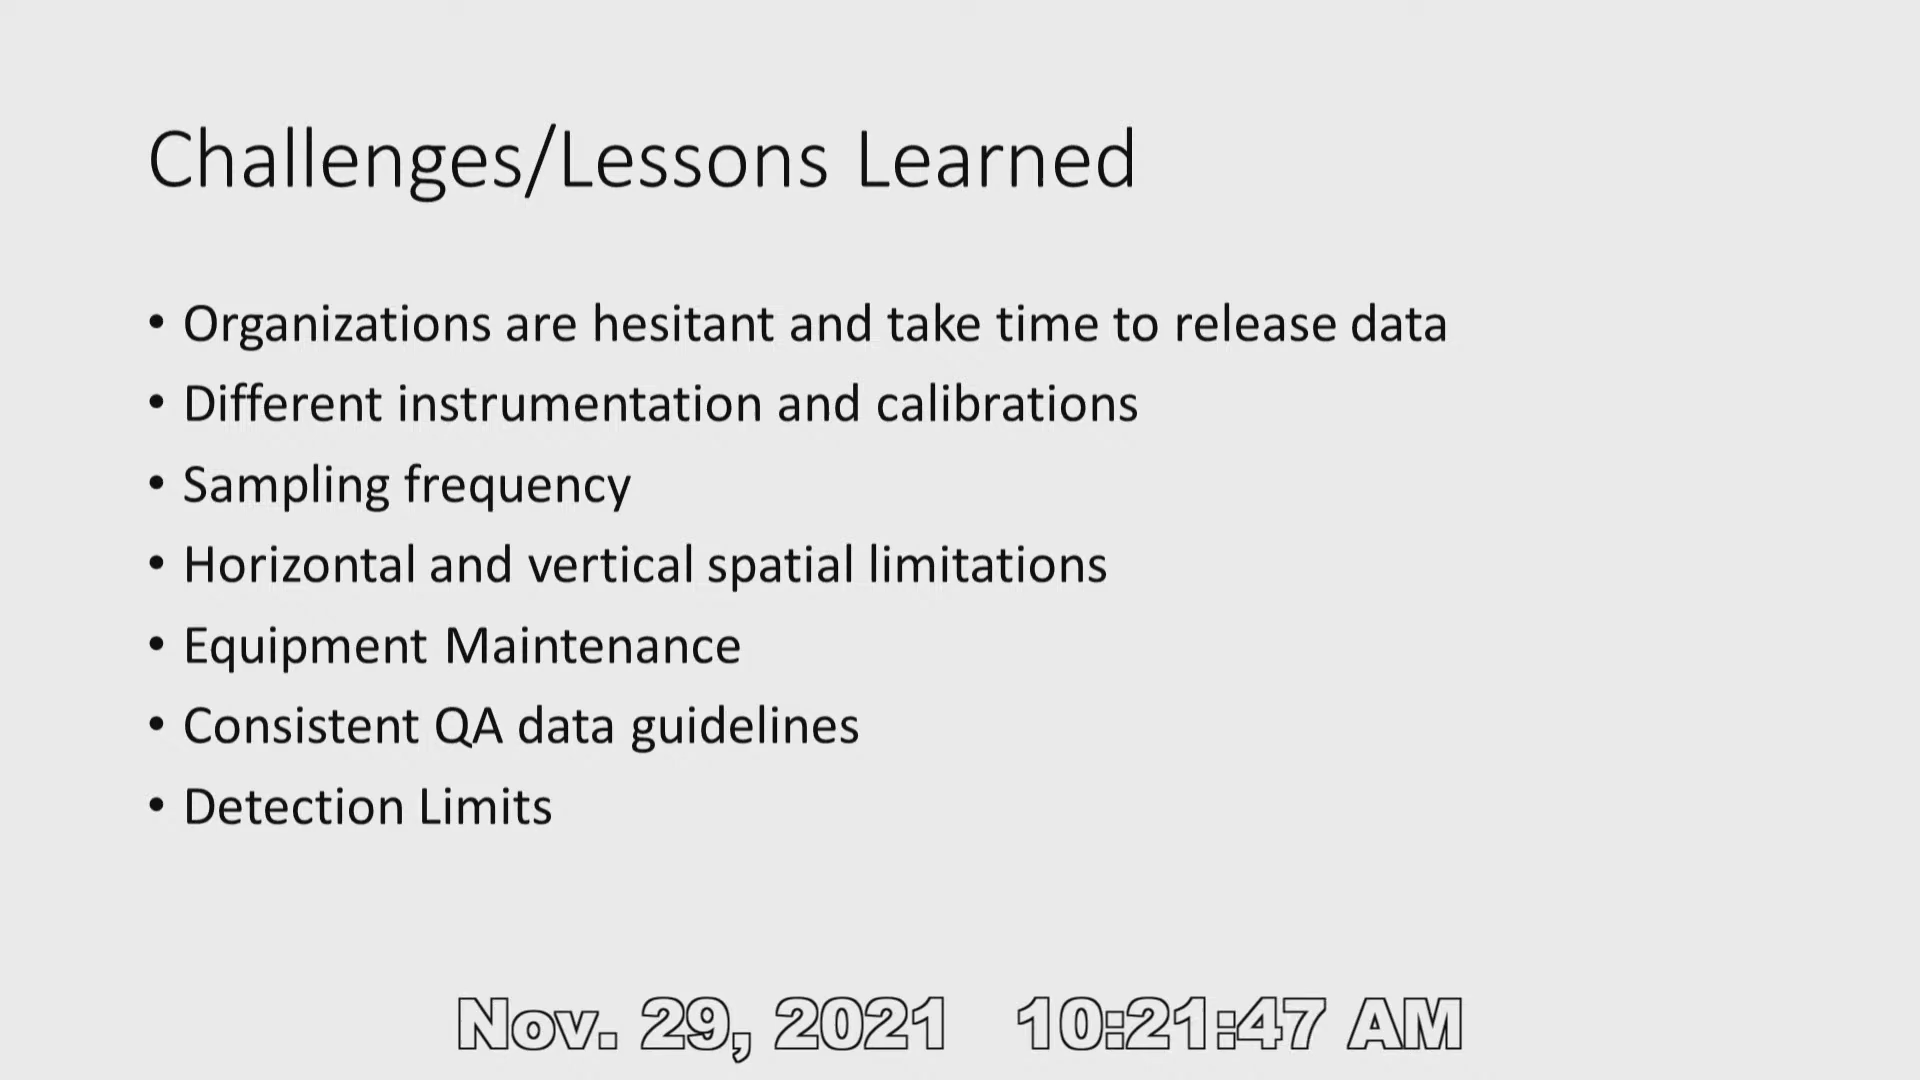 Challenges/Lessons Learned
• Organizations are hesitant and take time to release data
• Different instrumentation and calibrations
• Sampling frequency
• Horizontal and vertical spatial limitations
• Equipment Maintenance
• Consistent QA data guidelines
• Detection Limits
Nov. 29, 2021 10:21:47 AM